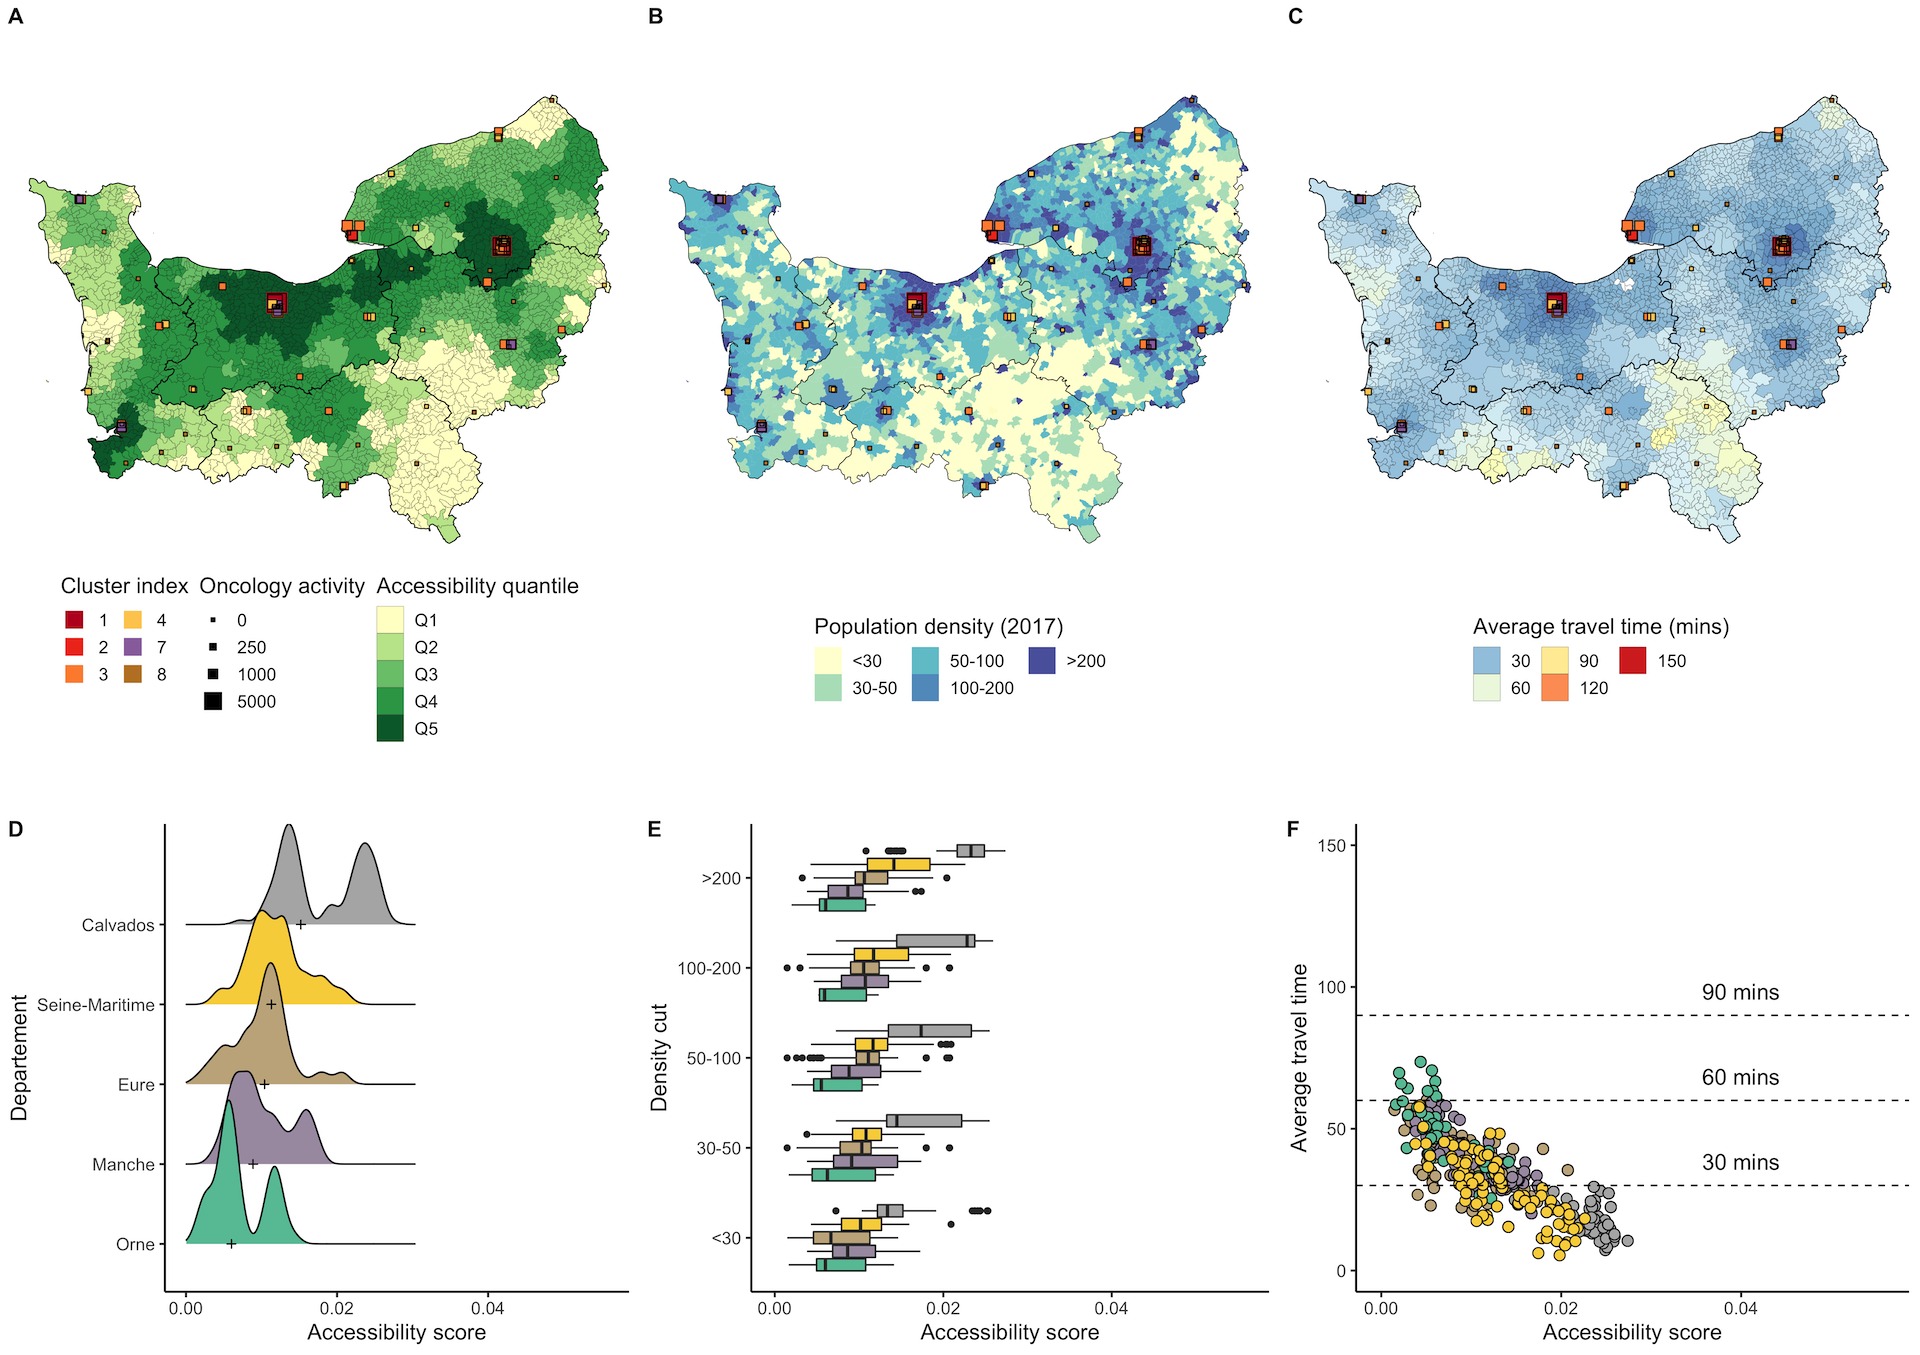 A B C
Cluster index Oncology activity Accessibility quantile
1 4 0 Q1
2 7 250 Q2
3 8 1000 Q3
5000 Q4
Q5
Population density (2017)
<30 50-100 >200
30-50 100-200
Average travel time (mins)
30 90 150
60 120
D
Departement
Calvados
Seine-Maritime
Eure
Manche
Orne
0.00 0.02 0.04
Accessibility score
E
Density cut
>200
100-200
50-100
30-50
<30
0.00 0.02 0.04
Accessibility score
F
Average travel time
150
100
50
0
90 mins
60 mins
30 mins
0.00 0.02 0.04
Accessibility score